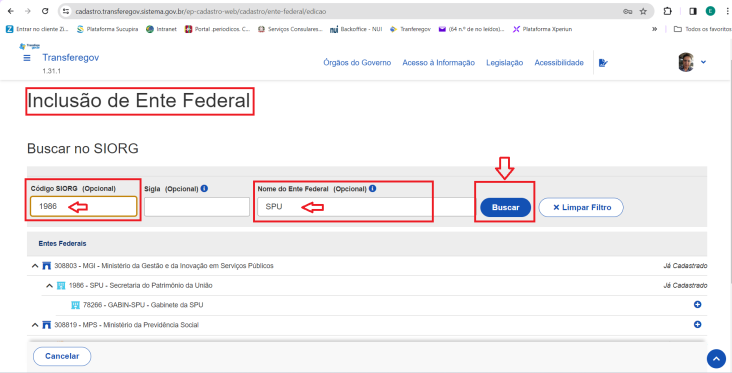 cadastro.transferegov.sistema.gov.br/ep-cadastro-web/cadastro/ente-federal/edicao
Entrar no cliente Zi... Plataforma Sucupira Intranet Portal .periodicos. C... Serviços Consulares... nui Backoffice - NUI Tranferegov (64 n.º de no leídos)... Plataforma Xperiun » Todos os favoritos
Transferegov
1.31.1
Órgãos do Governo Acesso à Informação Legislação Acessibilidade
Inclusão de Ente Federal
Buscar no SIORG
Código SIORG (Opcional) Sigla (Opcional) Nome do Ente Federal (Opcional)
1986 SPU Buscar × Limpar Filtro
Entes Federais
308803 - MGI - Ministério da Gestão e da Inovação em Serviços Públicos Já Cadastrado
1986 - SPU - Secretaria do Patrimônio da União Já Cadastrado
78266 - GABIN-SPU - Gabinete da SPU
308819 - MPS - Ministério da Previdência Social
Cancelar